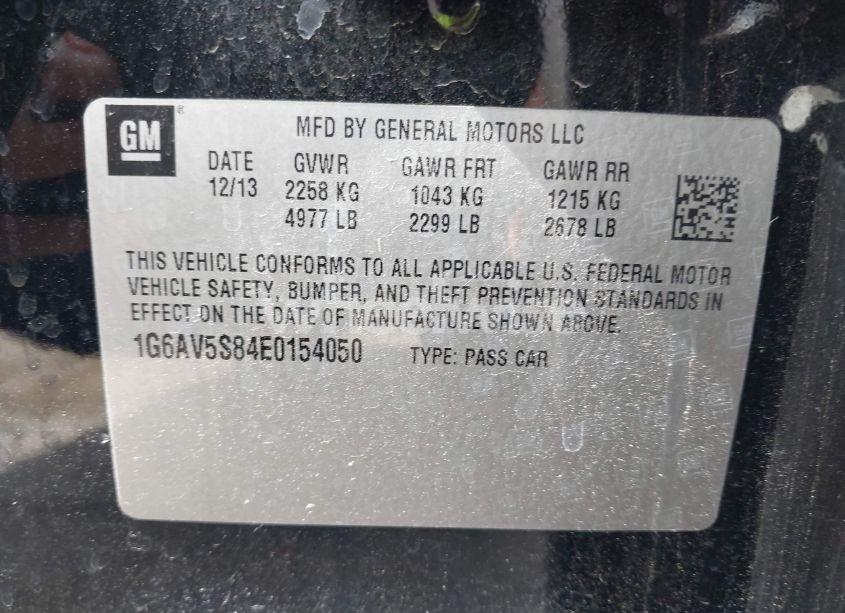 GM®
MFD BY GENERAL MOTORS LLC
DATE GVWR GAWR FRT GAWR RR
12/13 2258 KG 1043 KG 1215 KG
4977 LB 2299 LB 2678 LB
THIS VEHICLE CONFORMS TO ALL APPLICABLE U.S. FEDERAL MOTOR
VEHICLE SAFETY, BUMPER, AND THEFT PREVENTION STANDARDS IN
EFFECT ON THE DATE OF MANUFACTURE SHOWN ABOVE.
1G6AV5S84E0154050 TYPE: PASS CAR